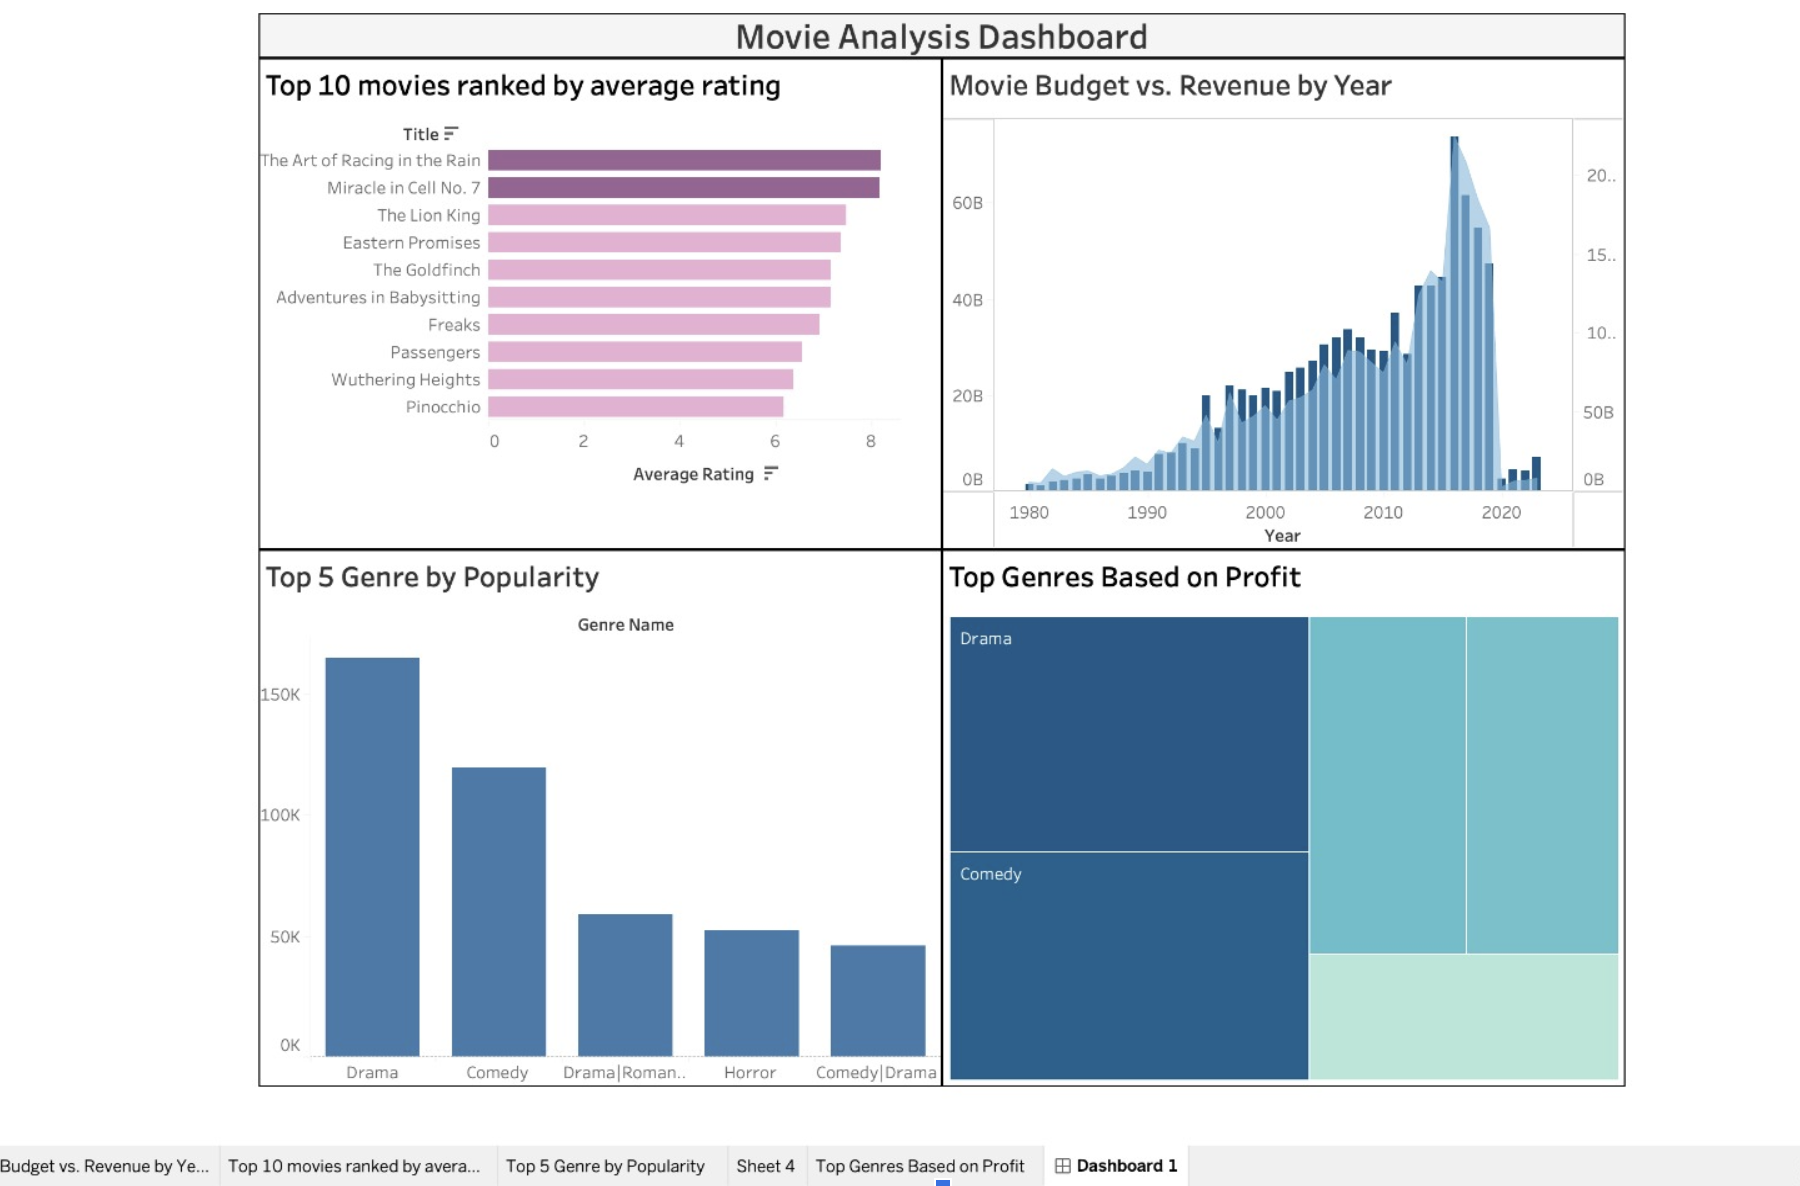 Movie Analysis Dashboard
Top 10 movies ranked by average rating
Title
The Art of Racing in the Rain
Miracle in Cell No. 7
The Lion King
Eastern Promises
The Goldfinch
Adventures in Babysitting
Freaks
Passengers
Wuthering Heights
Pinocchio
0 2 4 6 8
Average Rating
Movie Budget vs. Revenue by Year
60B
40B
20B
0B
20..
15..
10..
50B
0B
1980 1990 2000 2010 2020
Year
Top 5 Genre by Popularity
Genre Name
150K
100K
50K
0K
Drama Comedy Drama|Roman.. Horror Comedy|Drama
Top Genres Based on Profit
Drama
Comedy
Budget vs. Revenue by Ye... Top 10 movies ranked by avera... Top 5 Genre by Popularity Sheet 4 Top Genres Based on Profit Dashboard 1